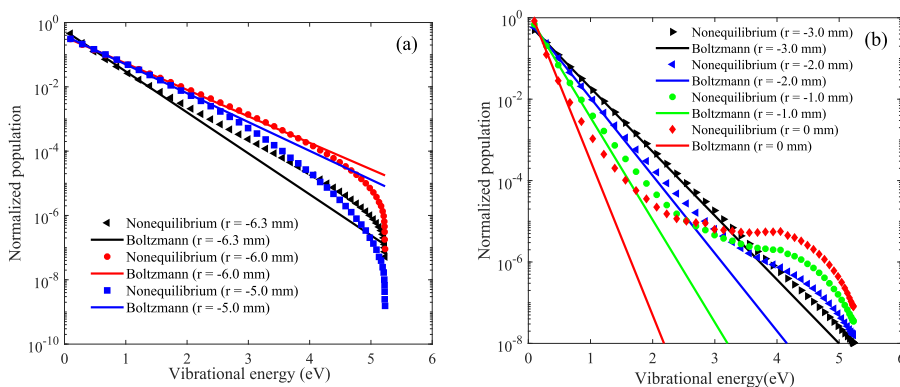 (a)
Normalized population
10^0
10^-2
10^-4
10^-6
10^-8
10^-10
Nonequilibrium (r = -6.3 mm)
Boltzmann (r = -6.3 mm)
Nonequilibrium (r = -6.0 mm)
Boltzmann (r = -6.0 mm)
Nonequilibrium (r = -5.0 mm)
Boltzmann (r = -5.0 mm)
0 1 2 3 4 5 6
Vibrational energy (eV)
(b)
Normalized population
10^0
10^-2
10^-4
10^-6
10^-8
Nonequilibrium (r = -3.0 mm)
Boltzmann (r = -3.0 mm)
Nonequilibrium (r = -2.0 mm)
Boltzmann (r = -2.0 mm)
Nonequilibrium (r = -1.0 mm)
Boltzmann (r = -1.0 mm)
Nonequilibrium (r = 0 mm)
Boltzmann (r = 0 mm)
0 1 2 3 4 5 6
Vibrational energy(eV)